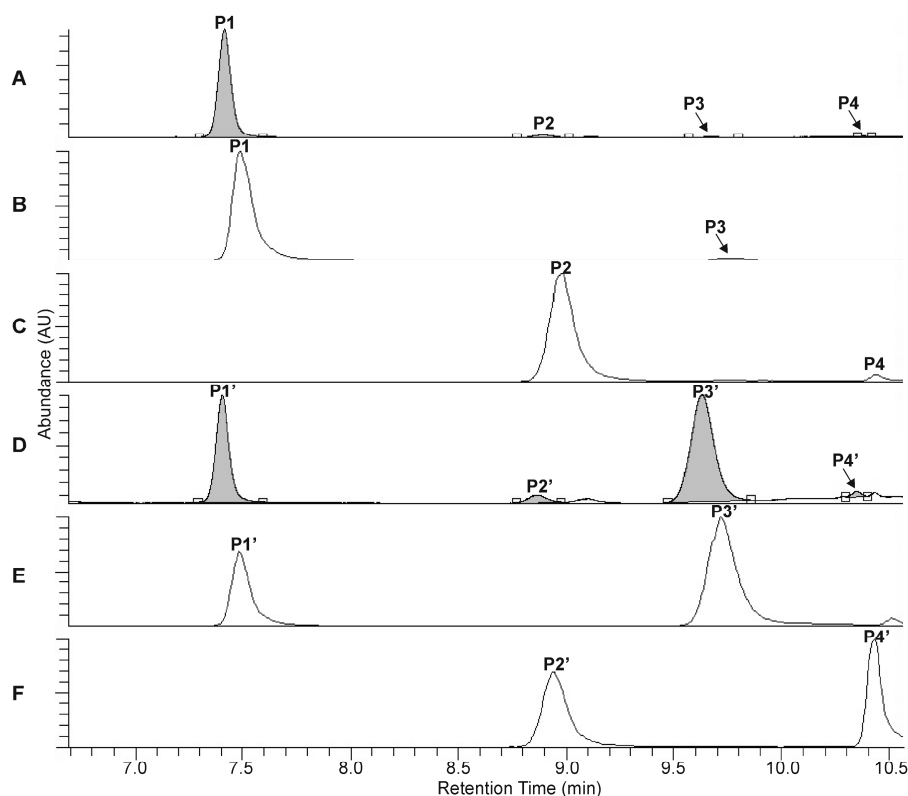 P1
A
P2
P3
P4
P1
B
P3
P2
C
P4
Abundance (AU)
P1’
P3’
D
P2’
P4’
P3’
P1’
E
P4’
P2’
F
7.0 7.5 8.0 8.5 9.0 9.5 10.0 10.5
Retention Time (min)